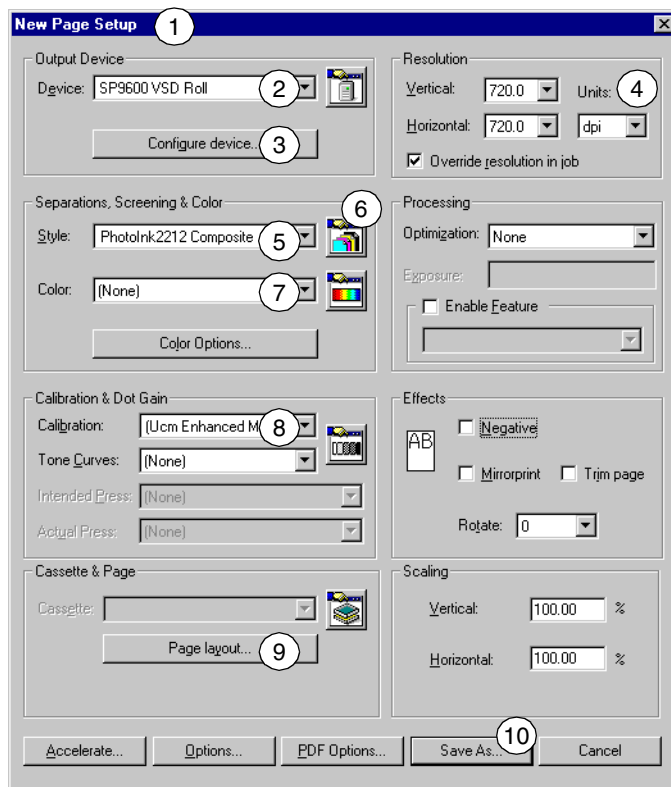 New Page Setup 1
Output Device
Device: SP9600 VSD Roll 2
Configure device... 3
Resolution
Vertical: 720.0 Units: 4
Horizontal: 720.0 dpi
Override resolution in job
Separations, Screening & Color 6
Style: PhotoInk2212 Composite 5
Color: (None) 7
Color Options...
Processing
Optimization: None
Exposure:
Enable Feature
Calibration & Dot Gain
Calibration: (Ucm Enhanced M 8
Tone Curves: (None)
Intended Press: (None)
Actual Press: (None)
Effects
AB
Negative
Mirrorprint Trim page
Rotate: 0
Cassette & Page
Cassette:
Page layout... 9
Scaling
Vertical: 100.00 %
Horizontal: 100.00 %
10
Accelerate... Options... PDF Options... Save As... Cancel